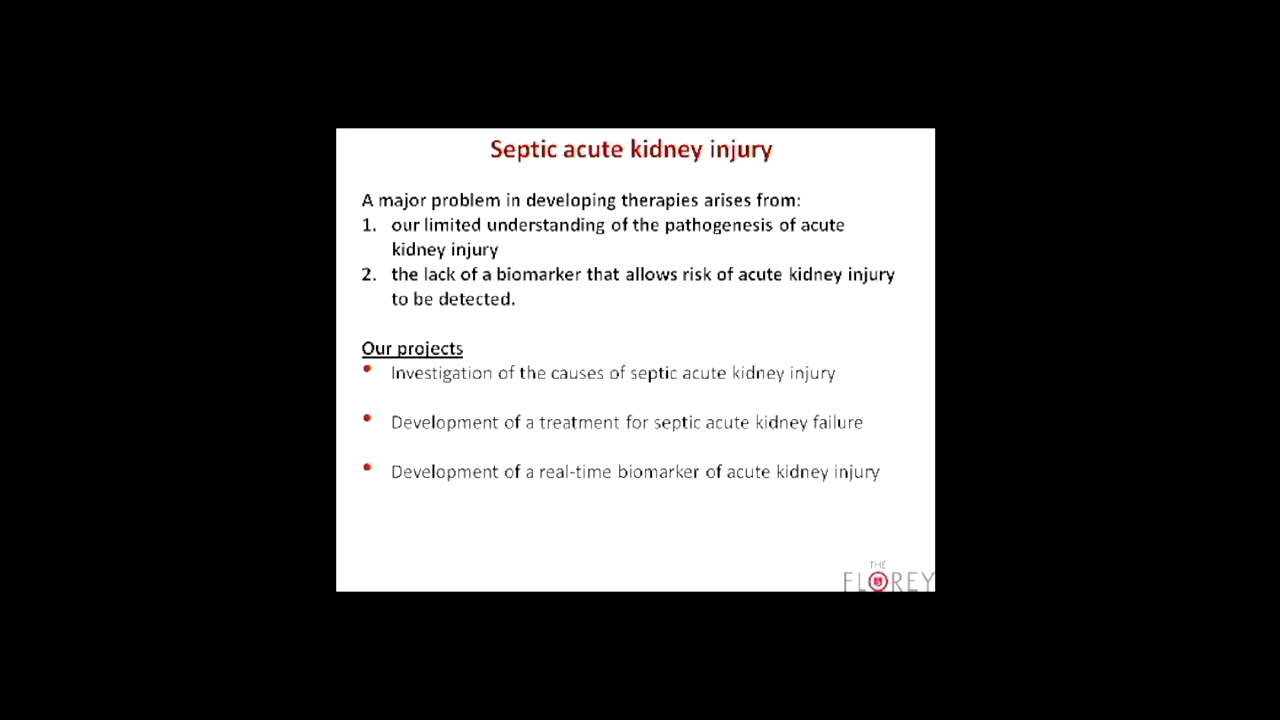 Septic acute kidney injury
A major problem in developing therapies arises from:
1. our limited understanding of the pathogenesis of acute
kidney injury
2. the lack of a biomarker that allows risk of acute kidney injury
to be detected.
Our projects
• Investigation of the causes of septic acute kidney injury
• Development of a treatment for septic acute kidney failure
• Development of a real-time biomarker of acute kidney injury
THE
FLOREY